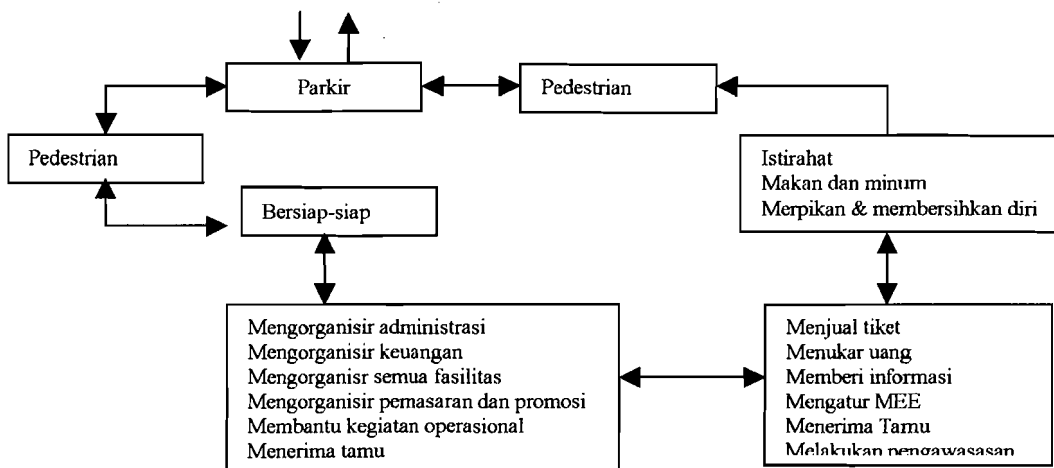 Parkir
Pedestrian
Pedestrian
Istirahat
Makan dan minum
Merpikan & membersihkan diri
Bersiap-siap
Mengorganisir administrasi
Mengorganisir keuangan
Mengorganisr semua fasilitas
Mengorganisir pemasaran dan promosi
Membantu kegiatan operasional
Menerima tamu
Menjual tiket
Menukar uang
Memberi informasi
Mengatur MEE
Menerima Tamu
Melakukan pengawasasan